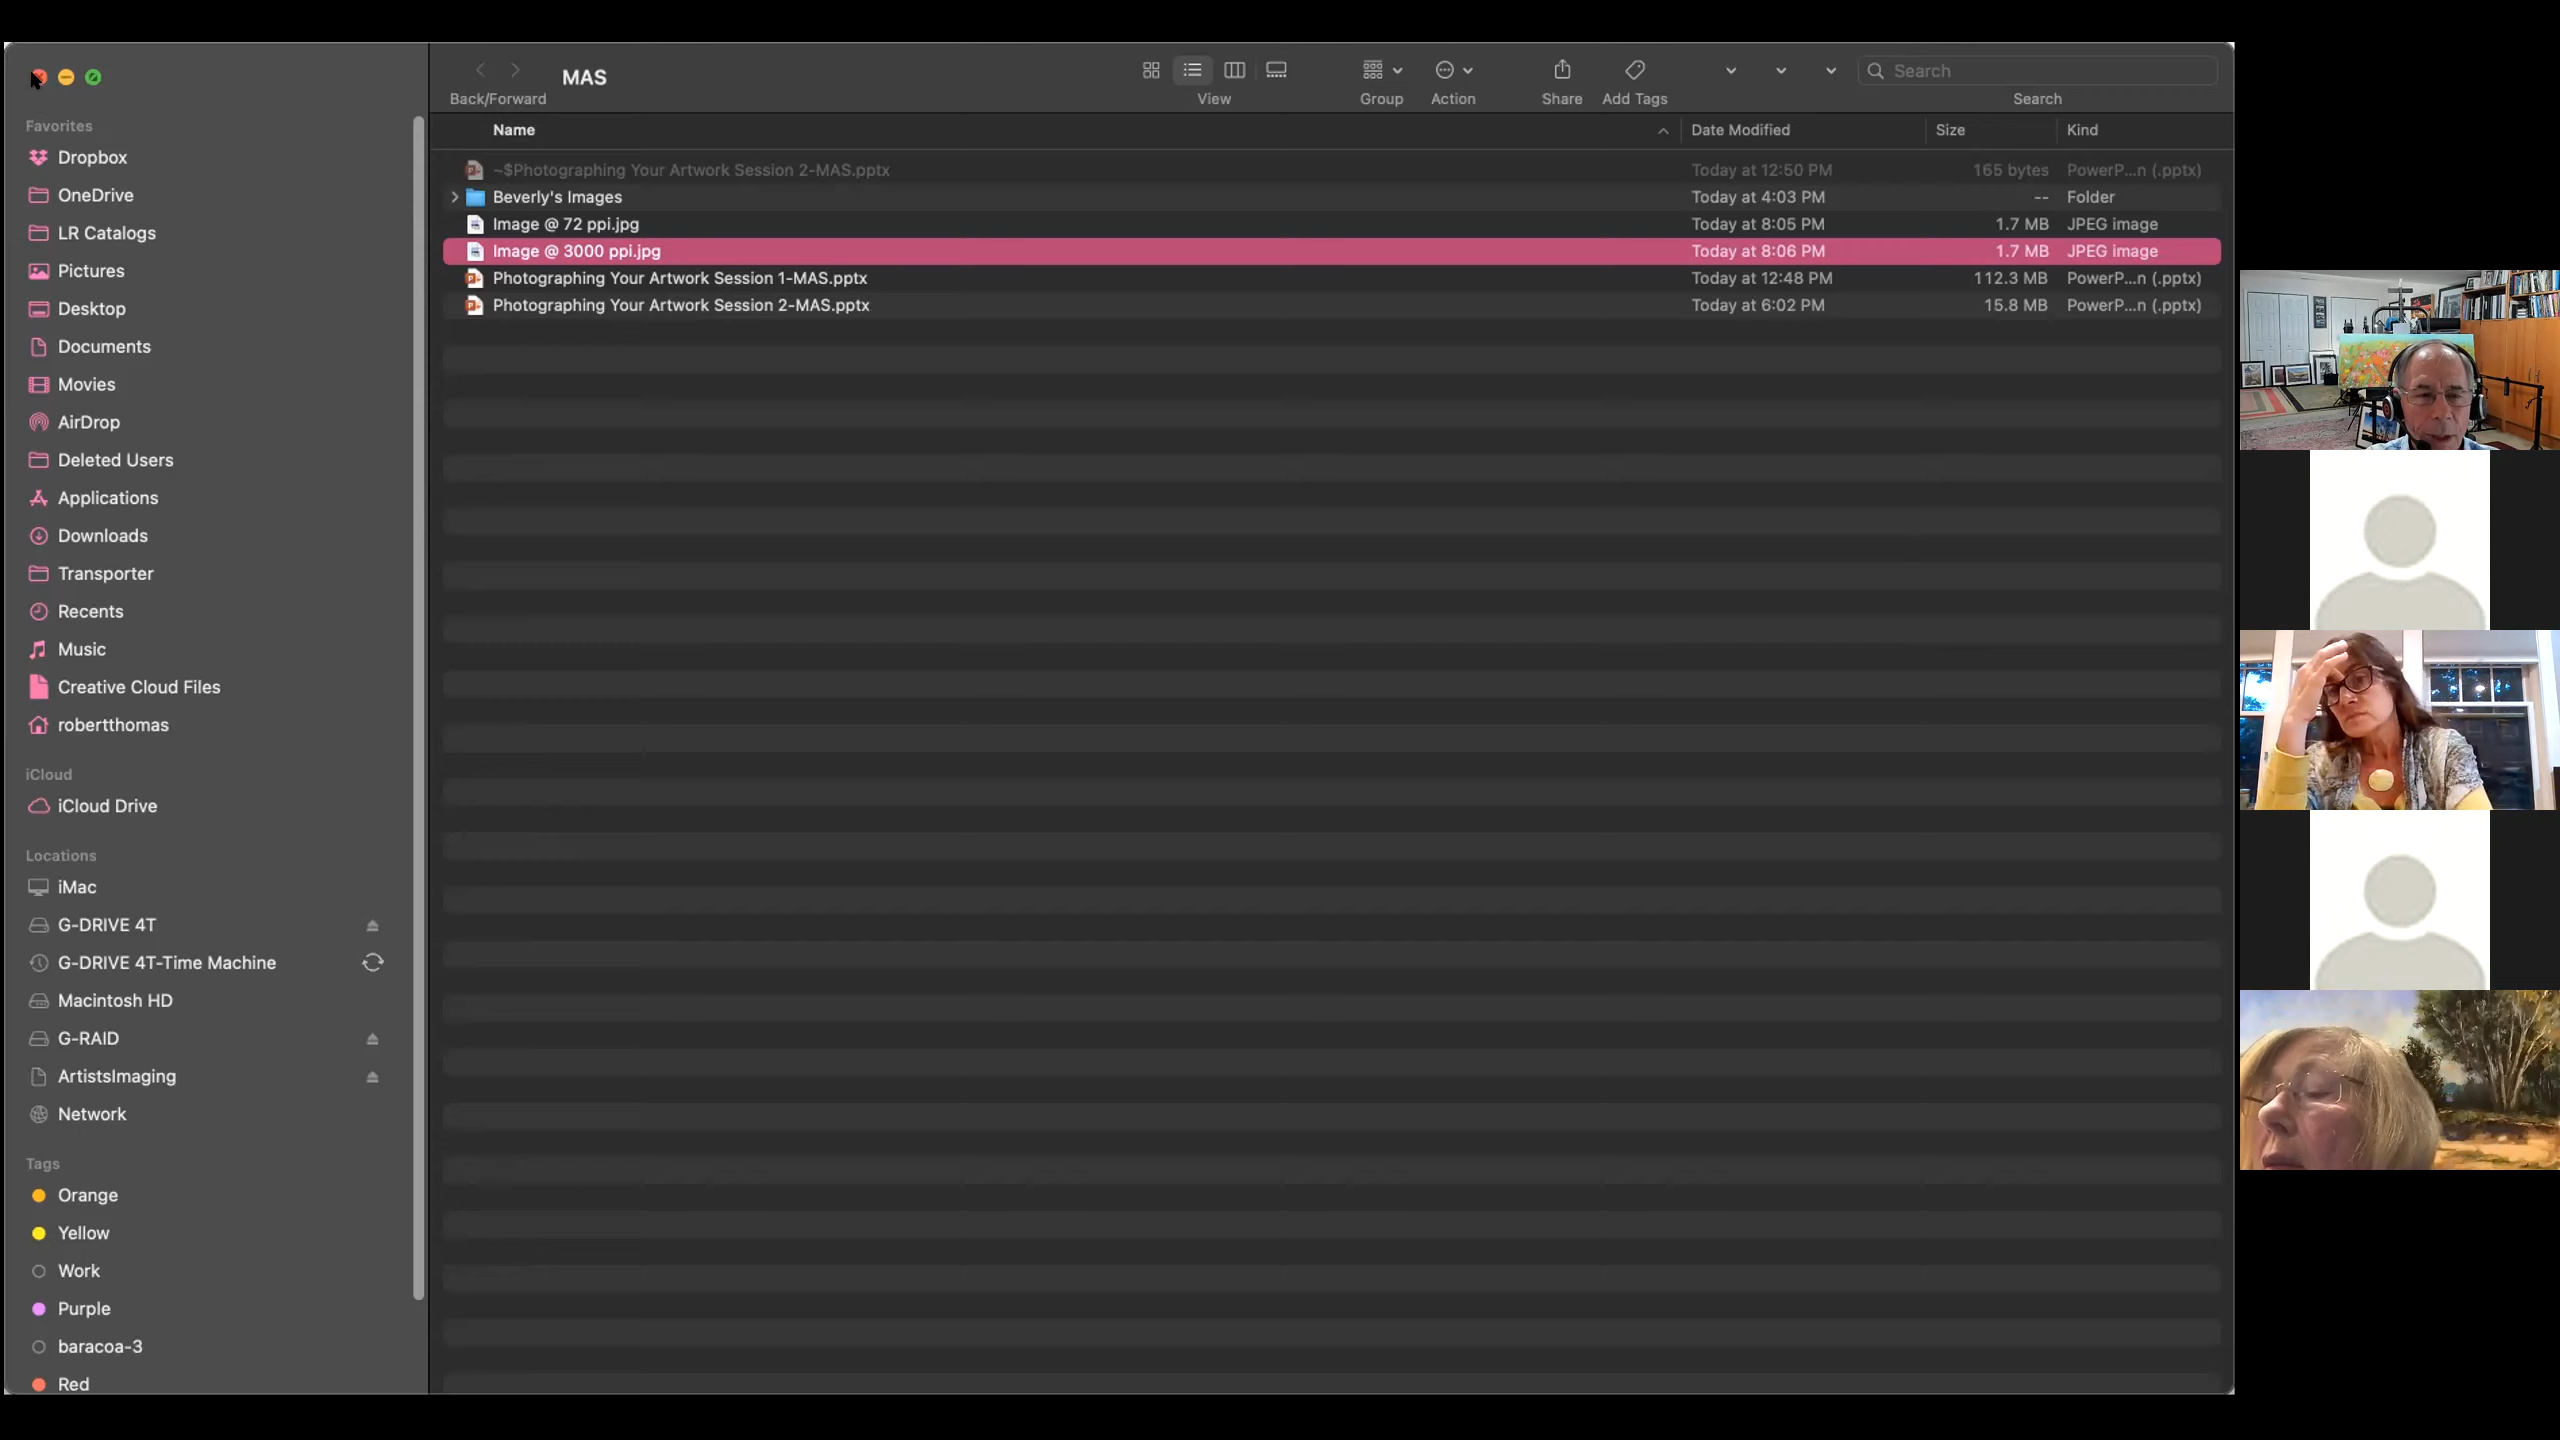 MAS
Back/Forward
View
Group
Action
Share
Add Tags
Search
Search
Name Date Modified Size Kind
~$Photographing Your Artwork Session 2-MAS.pptx Today at 12:50 PM 165 bytes PowerP...n (.pptx)
Beverly's Images Today at 4:03 PM -- Folder
Image @ 72 ppi.jpg Today at 8:05 PM 1.7 MB JPEG image
Image @ 3000 ppi.jpg Today at 8:06 PM 1.7 MB JPEG image
Photographing Your Artwork Session 1-MAS.pptx Today at 12:48 PM 112.3 MB PowerP...n (.pptx)
Photographing Your Artwork Session 2-MAS.pptx Today at 6:02 PM 15.8 MB PowerP...n (.pptx)
Favorites
Dropbox
OneDrive
LR Catalogs
Pictures
Desktop
Documents
Movies
AirDrop
Deleted Users
Applications
Downloads
Transporter
Recents
Music
Creative Cloud Files
robertthomas
iCloud
iCloud Drive
Locations
iMac
G-DRIVE 4T
G-DRIVE 4T-Time Machine
Macintosh HD
G-RAID
ArtistsImaging
Network
Tags
Orange
Yellow
Work
Purple
baracoa-3
Red